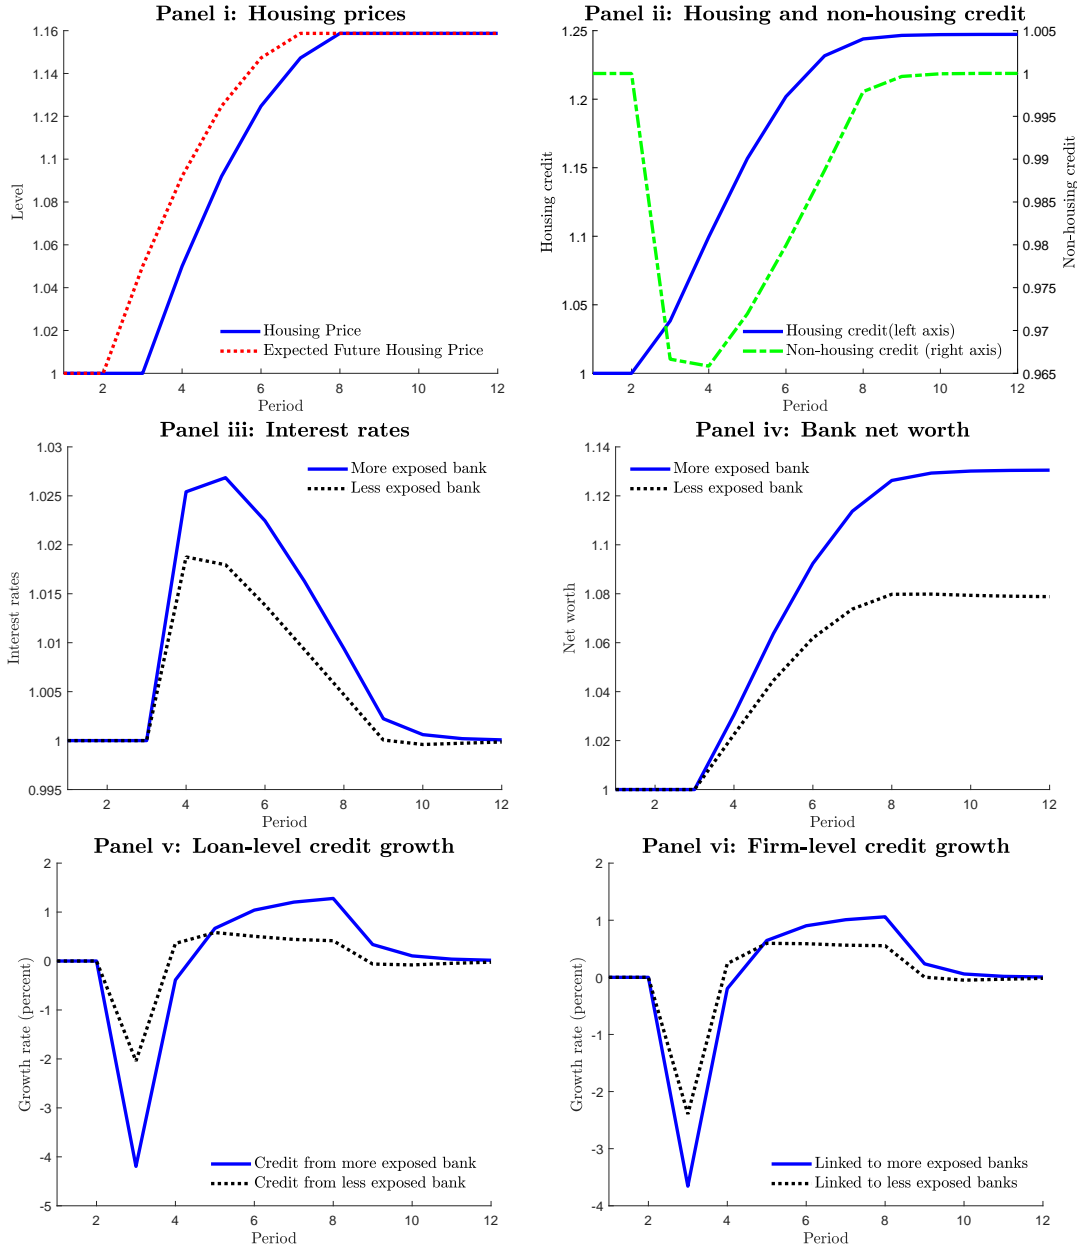 Panel i: Housing prices
1.16
1.14
1.12
1.1
1.08
1.06
1.04
1.02
1
Level
Housing Price
Expected Future Housing Price
2 4 6 8 10 12
Period
Panel ii: Housing and non-housing credit
1.25
1.2
1.15
1.1
1.05
1
Housing credit
1.005
1
0.995
0.99
0.985
0.98
0.975
0.97
0.965
Non-housing credit
Housing credit(left axis)
Non-housing credit (right axis)
2 4 6 8 10 12
Period
Panel iii: Interest rates
1.03
1.025
1.02
1.015
1.01
1.005
1
0.995
Interest rates
More exposed bank
Less exposed bank
2 4 6 8 10 12
Period
Panel iv: Bank net worth
1.14
1.12
1.1
1.08
1.06
1.04
1.02
1
Net worth
More exposed bank
Less exposed bank
2 4 6 8 10 12
Period
Panel v: Loan-level credit growth
2
1
0
-1
-2
-3
-4
-5
Growth rate (percent)
Credit from more exposed bank
Credit from less exposed bank
2 4 6 8 10 12
Period
Panel vi: Firm-level credit growth
2
1
0
-1
-2
-3
-4
Growth rate (percent)
Linked to more exposed banks
Linked to less exposed banks
2 4 6 8 10 12
Period